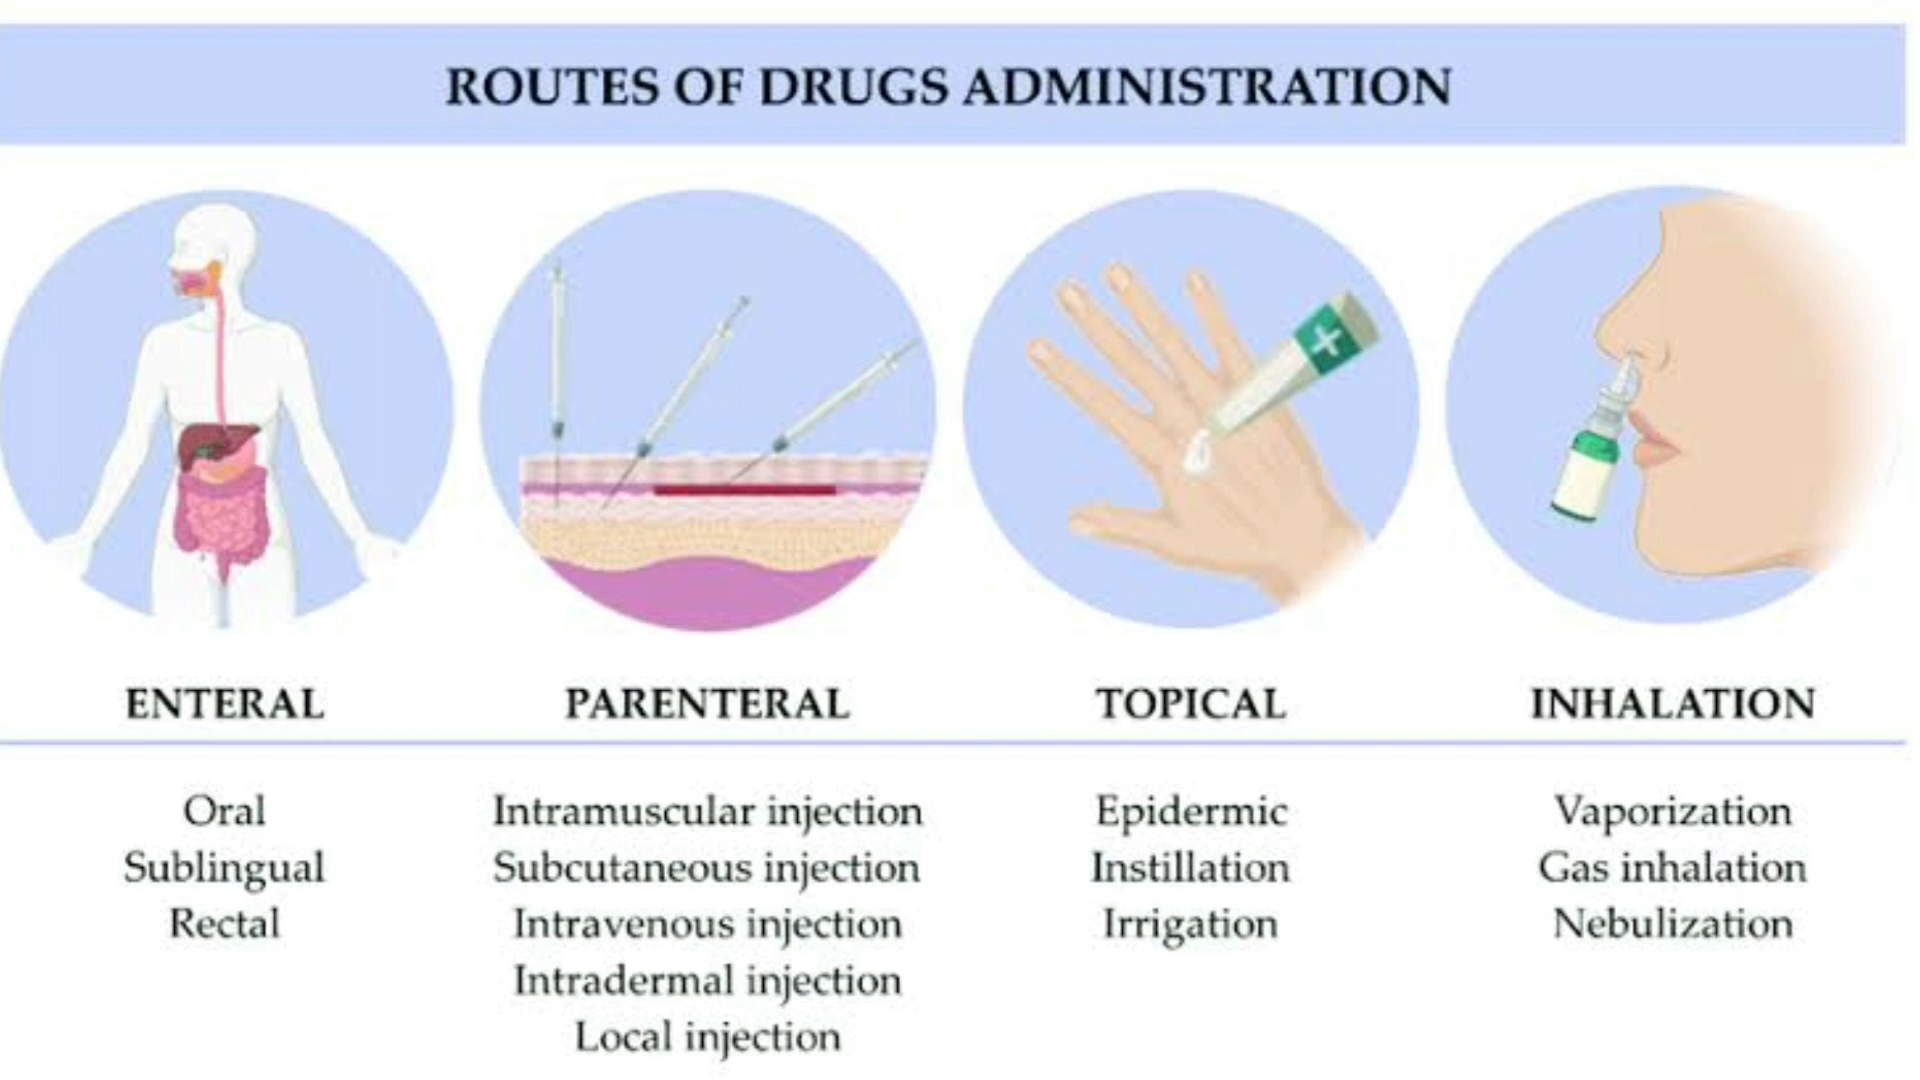 ROUTES OF DRUGS ADMINISTRATION
ENTERAL
Oral
Sublingual
Rectal
PARENTERAL
Intramuscular injection
Subcutaneous injection
Intravenous injection
Intradermal injection
Local injection
TOPICAL
Epidermic
Instillation
Irrigation
INHALATION
Vaporization
Gas inhalation
Nebulization